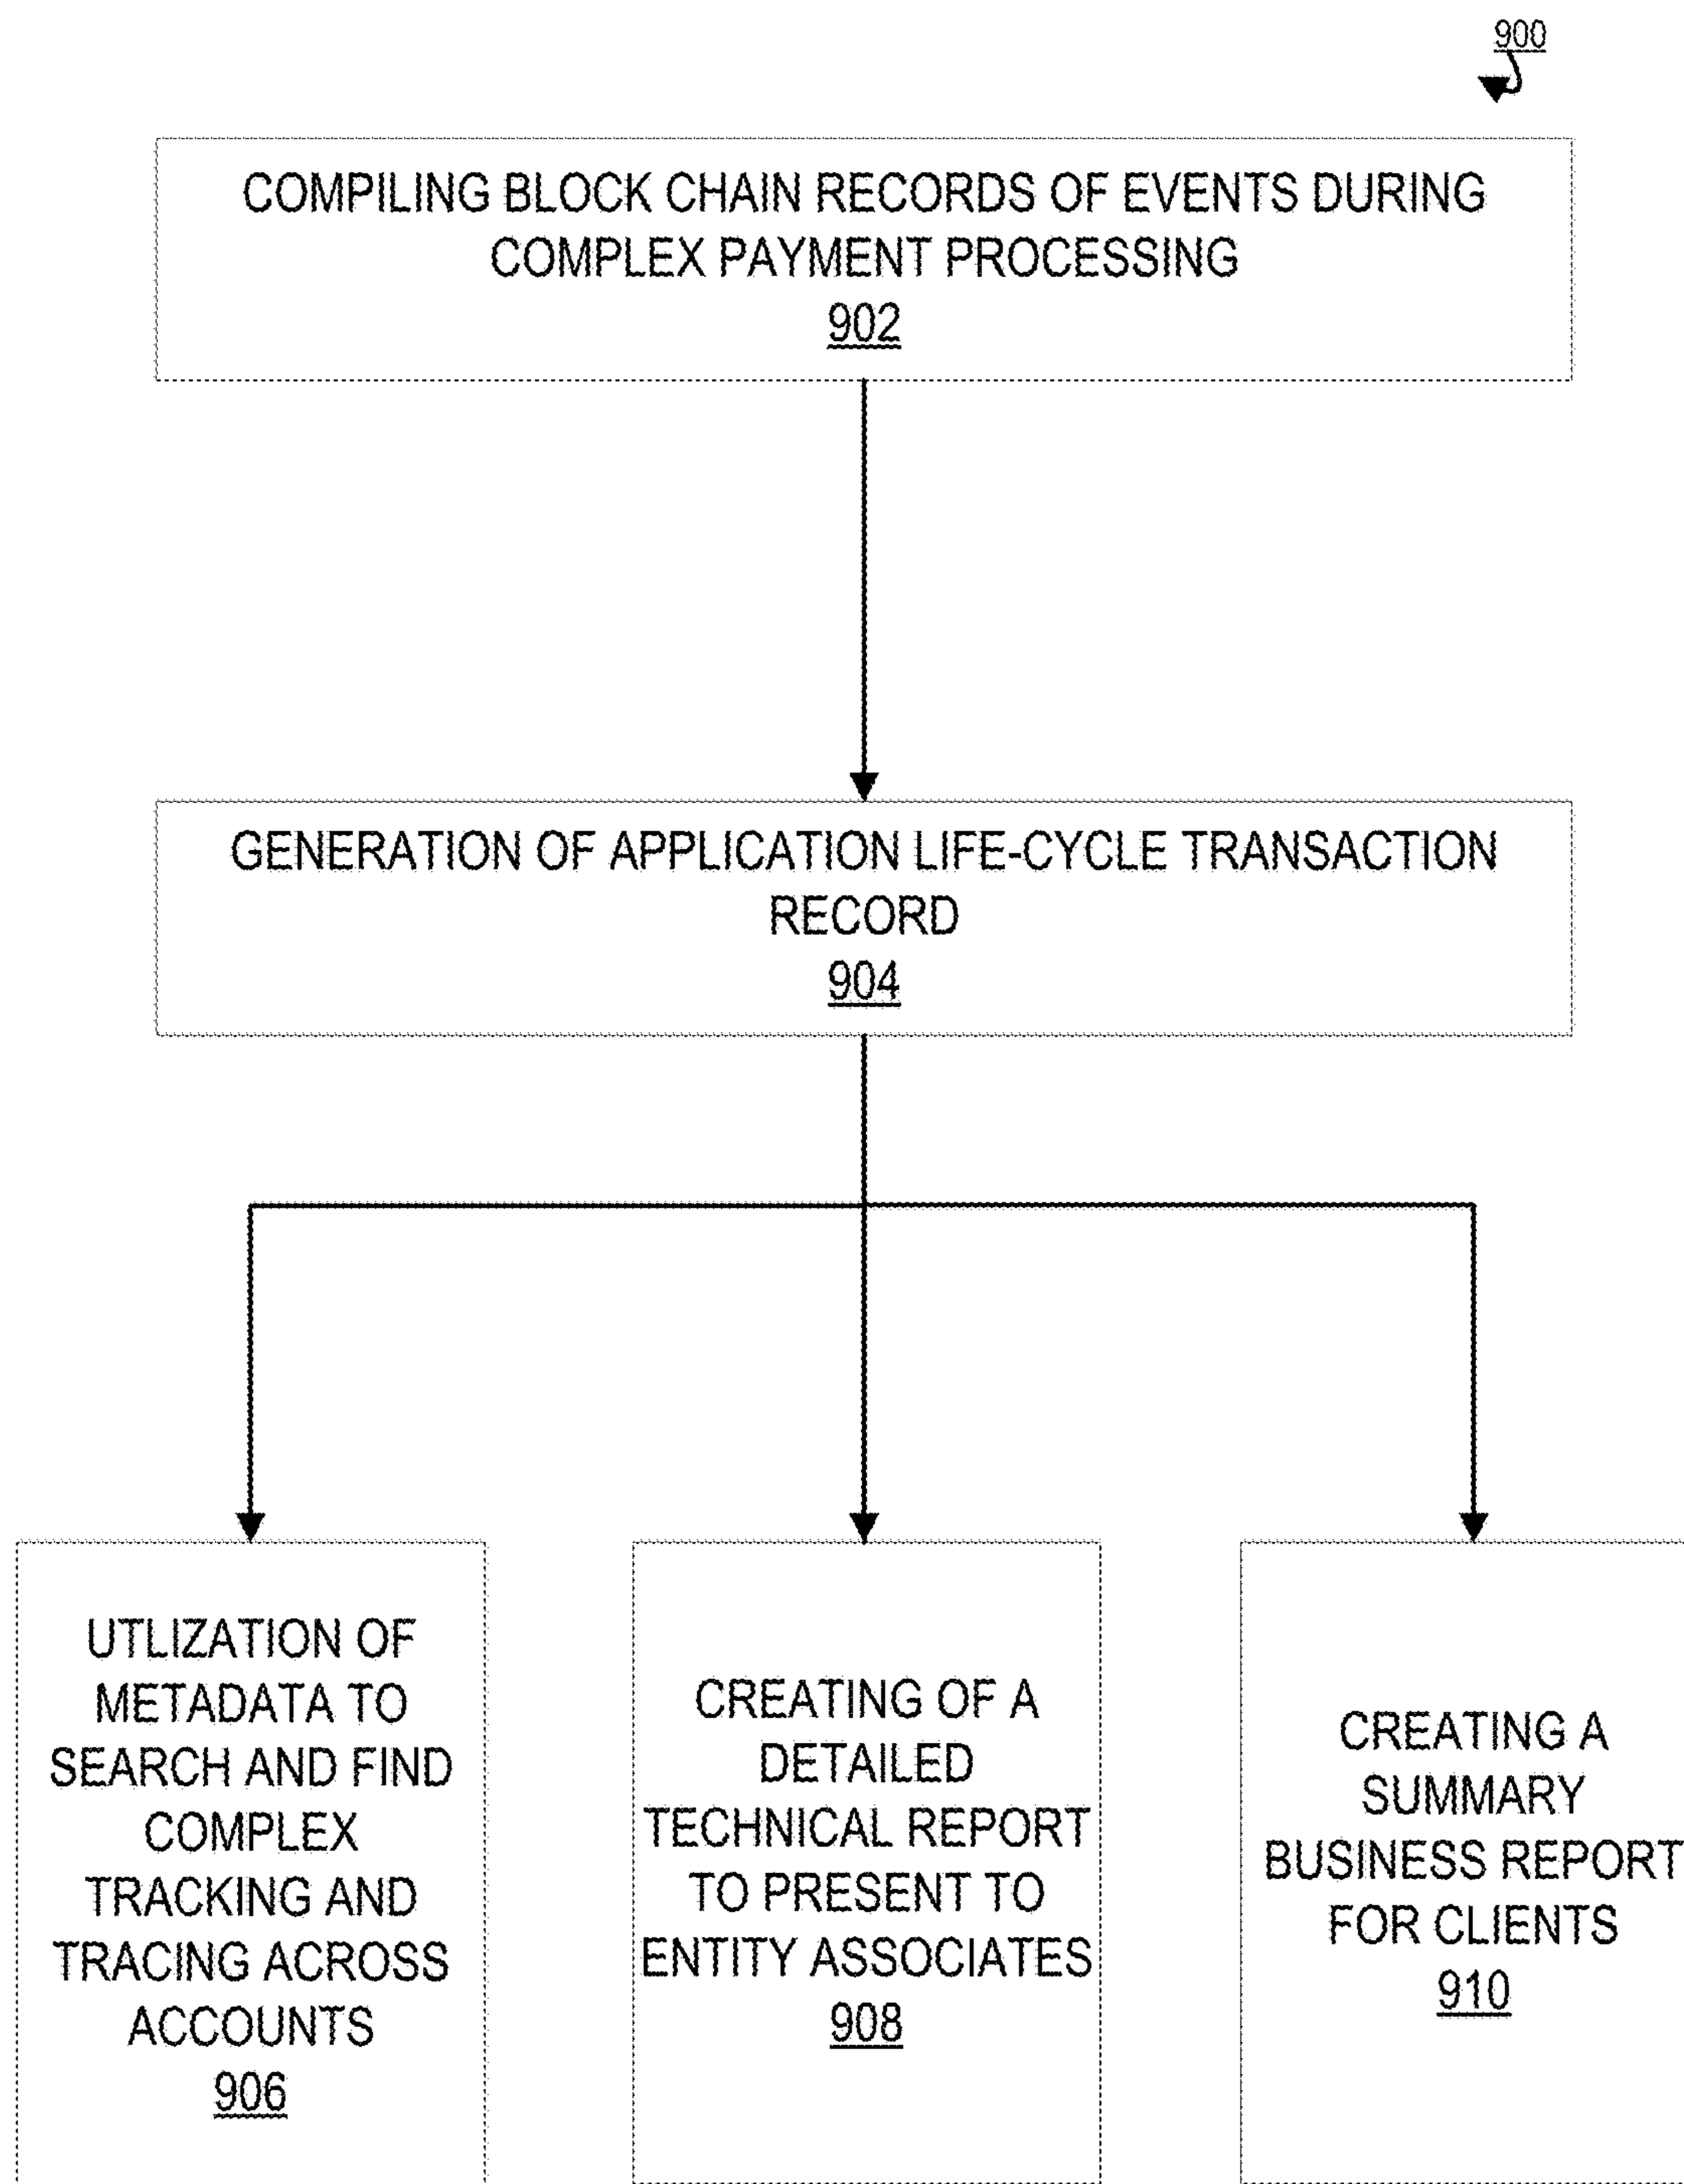 900
COMPILING BLOCK CHAIN RECORDS OF EVENTS DURING
COMPLEX PAYMENT PROCESSING
902
GENERATION OF APPLICATION LIFE-CYCLE TRANSACTION
RECORD
904
UTLIZATION OF
METADATA TO
SEARCH AND FIND
COMPLEX
TRACKING AND
TRACING ACROSS
ACCOUNTS
906
CREATING OF A
DETAILED
TECHNICAL REPORT
TO PRESENT TO
ENTITY ASSOCIATES
908
CREATING A
SUMMARY
BUSINESS REPORT
FOR CLIENTS
910